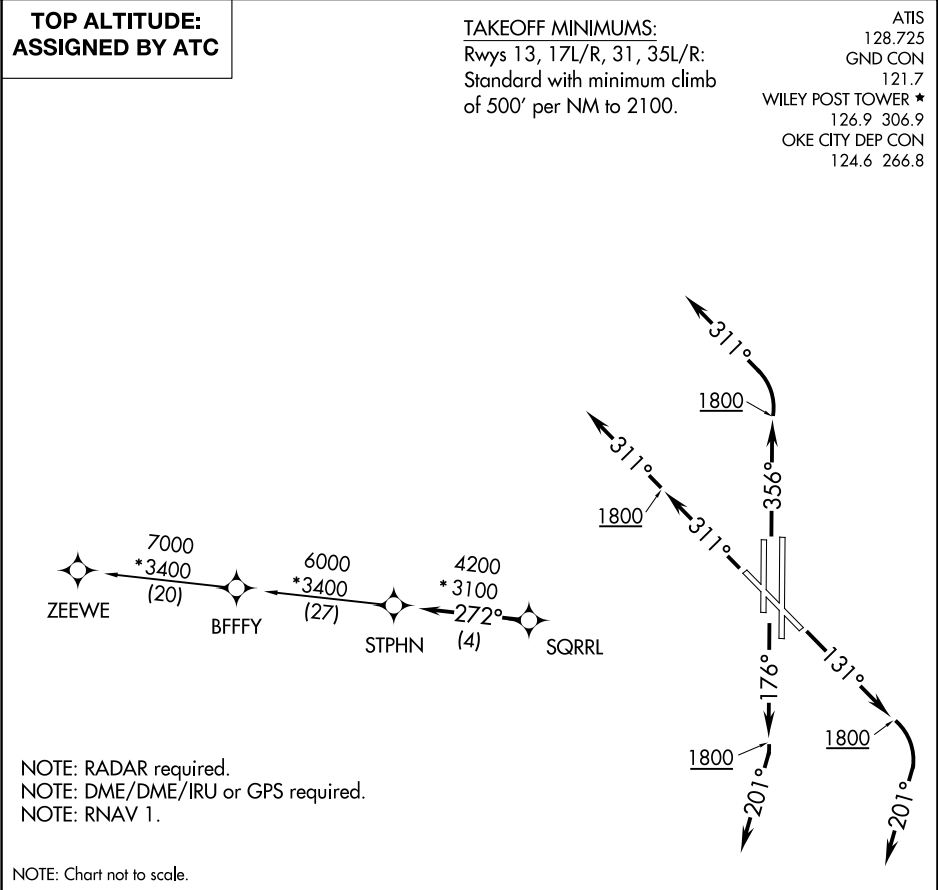 TOP ALTITUDE:
ASSIGNED BY ATC
TAKEOFF MINIMUMS:
Rwys 13, 17L/R, 31, 35L/R:
Standard with minimum climb
of 500' per NM to 2100.
ATIS
128.725
GND CON
121.7
WILEY POST TOWER ★
126.9 306.9
OKE CITY DEP CON
124.6 266.8
311°
1800
356°
311°
1800
311°
7000
*3400
(20)
6000
*3400
(27)
4200
*3100
272°
(4)
ZEEWE
BFFFY
STPHN
SQRRL
176°
131°
1800
1800
201°
201°
NOTE: RADAR required.
NOTE: DME/DME/IRU or GPS required.
NOTE: RNAV 1.
NOTE: Chart not to scale.